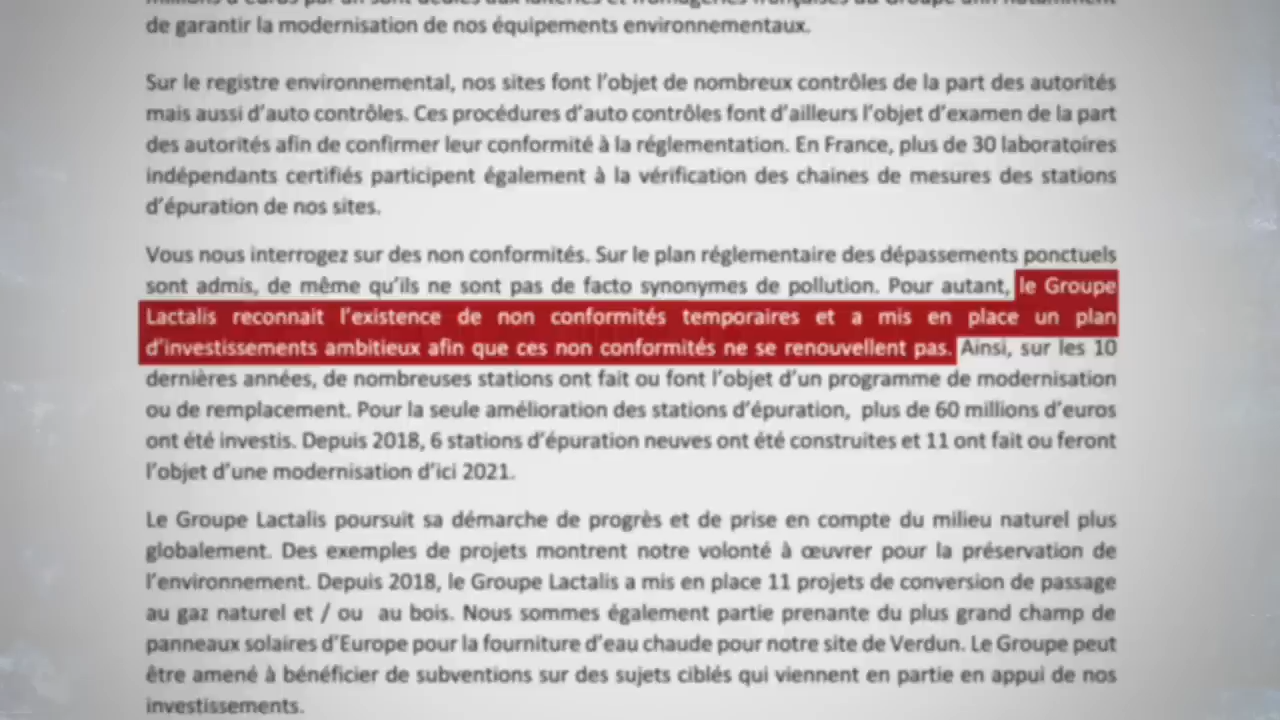 de garantir la modernisation de nos équipements environnementaux.
Sur le registre environnemental, nos sites font l'objet de nombreux contrôles de la part des autorités
mais aussi d'auto contrôles. Ces procédures d'auto contrôles font d'ailleurs l'objet d'examen de la part
des autorités afin de confirmer leur conformité à la réglementation. En France, plus de 30 laboratoires
indépendants certifiés participent également à la vérification des chaines de mesures des stations
d'épuration de nos sites.
Vous nous interrogez sur des non conformités. Sur le plan réglementaire des dépassements ponctuels
sont admis, de même qu'ils ne sont pas de facto synonymes de pollution. Pour autant, le Groupe
Lactalis reconnait l'existence de non conformités temporaires et a mis en place un plan
d'investissements ambitieux afin que ces non conformités ne se renouvellent pas. Ainsi, sur les 10
dernières années, de nombreuses stations ont fait ou font l'objet d'un programme de modernisation
ou de remplacement. Pour la seule amélioration des stations d'épuration, plus de 60 millions d'euros
ont été investis. Depuis 2018, 6 stations d'épuration neuves ont été construites et 11 ont fait ou feront
l'objet d'une modernisation d'ici 2021.
Le Groupe Lactalis poursuit sa démarche de progrès et de prise en compte du milieu naturel plus
globalement. Des exemples de projets montrent notre volonté à œuvrer pour la préservation de
l'environnement. Depuis 2018, le Groupe Lactalis a mis en place 11 projets de conversion de passage
au gaz naturel et / ou au bois. Nous sommes également partie prenante du plus grand champ de
panneaux solaires d'Europe pour la fourniture d'eau chaude pour notre site de Verdun. Le Groupe peut
être amené à bénéficier de subventions sur des sujets ciblés qui viennent en partie en appui de nos
investissements.